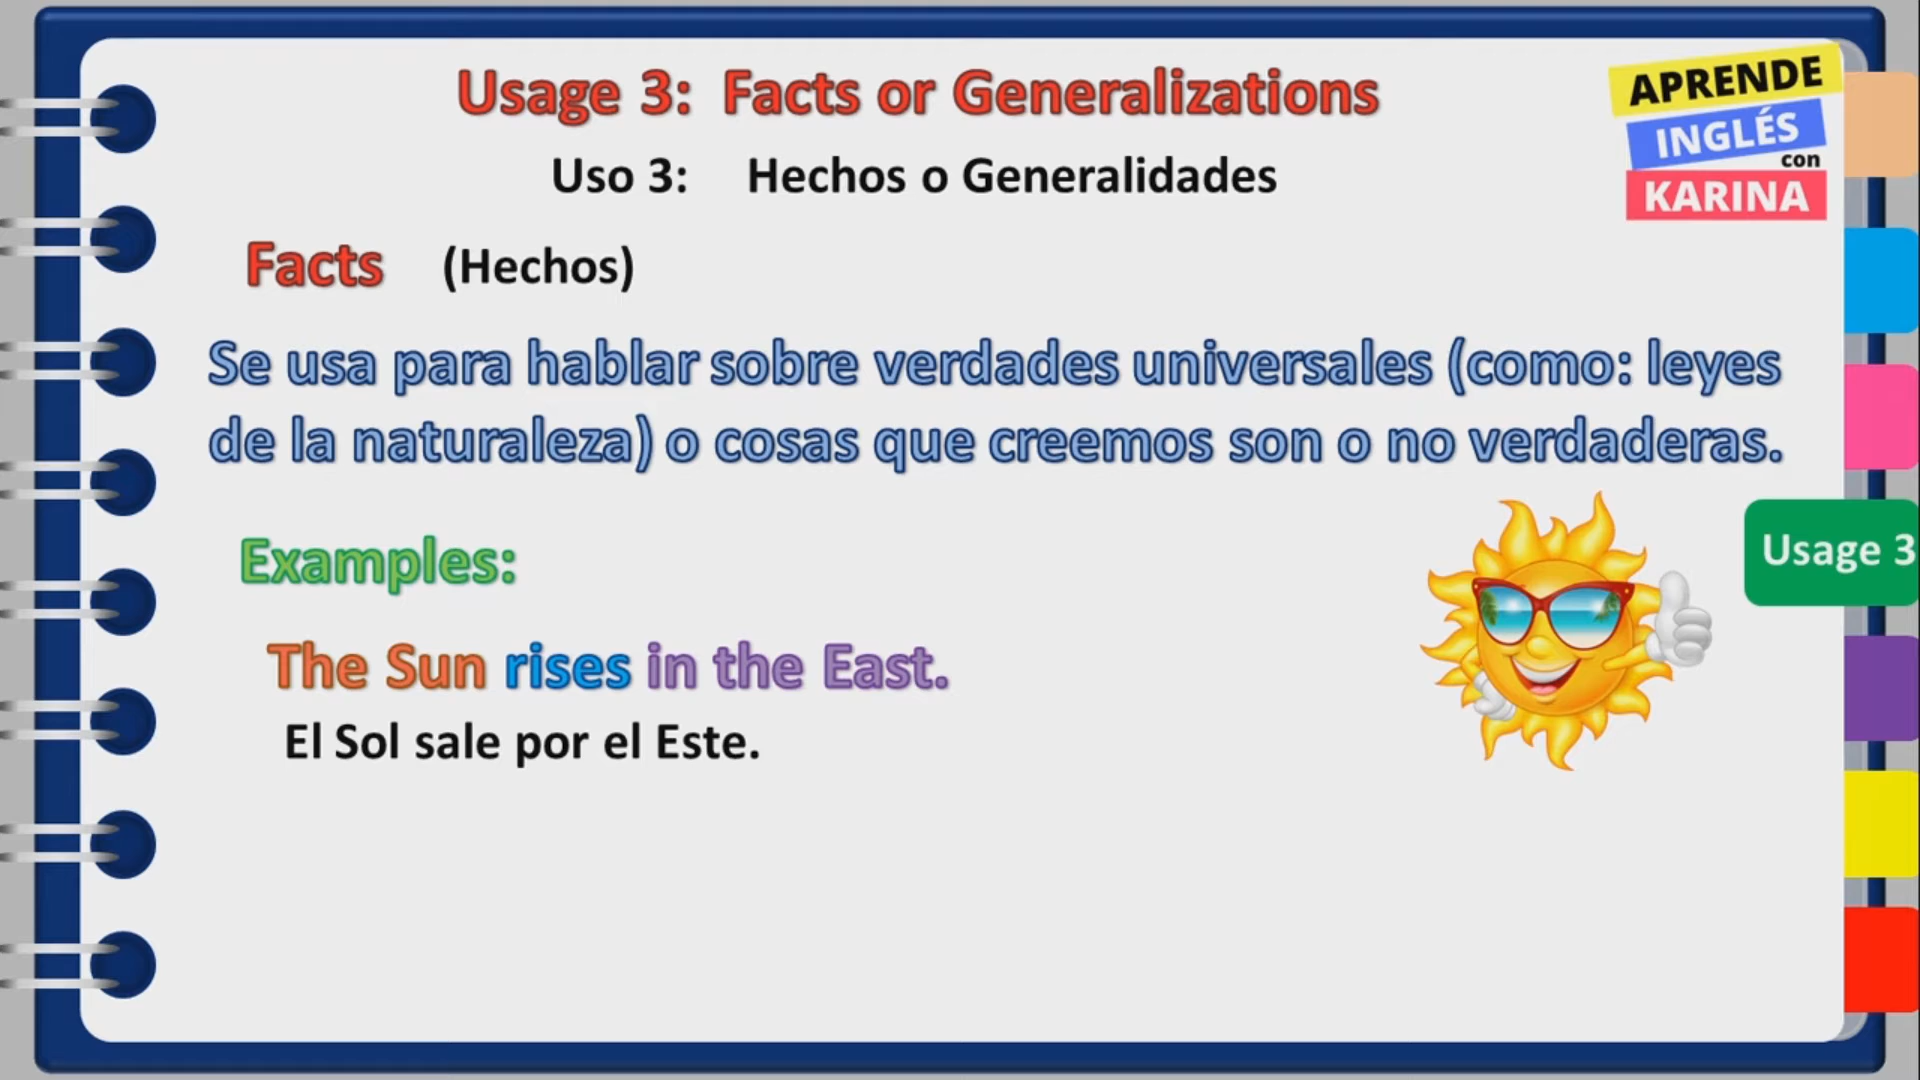 Usage 3: Facts or Generalizations
APRENDE
INGLÉS
con
KARINA
Uso 3: Hechos o Generalidades
Facts (Hechos)
Se usa para hablar sobre verdades universales (como: leyes
de la naturaleza) o cosas que creemos son o no verdaderas.
Examples:
Usage 3
The Sun rises in the East.
El Sol sale por el Este.